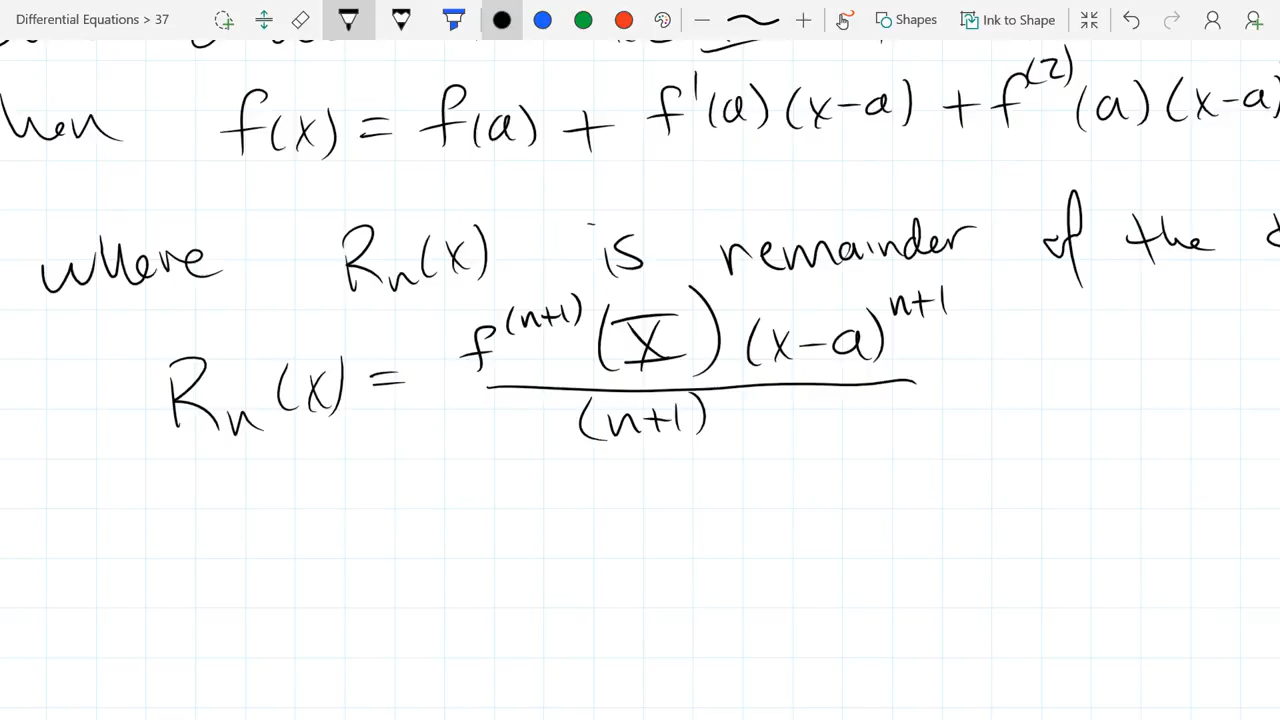 Differential Equations > 37 Shapes Ink to Shape
hen f(x) = f(a) + f'(a)(x-a) + f^(2)(a)(x-a)
where Rn(x) is remainder of the
Rn(x) = f^(n+1)(X)(x-a)^n+1 / (n+1)